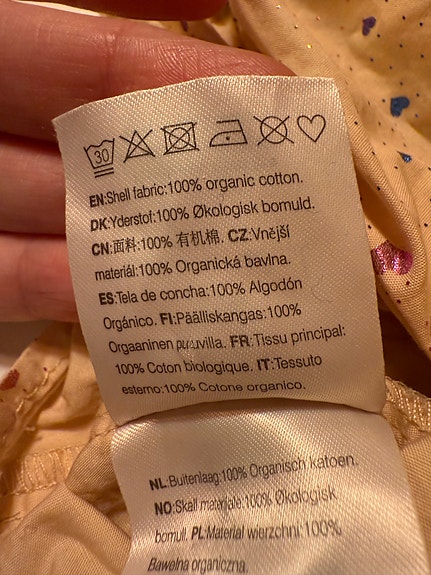 30
EN:Shell fabric:100% organic cotton.
DK:Yderstof:100% Økologisk bomuld.
CN:面料:100% 有机棉. CZ:Vnější
materiál:100% Organická bavlna.
ES:Tela de concha:100% Algodón
Orgánico. FI:Päälliskangas:100%
Orgaaninen puuvilla. FR:Tissu principal:
100% Coton biologique. IT:Tessuto
esterno:100% Cotone organico.
NL:Buitenlaag:100% Organisch katoen.
NO:Skall materiale:100% Økologisk
bomull. PL:Materiał wierzchni:100%
Bawełna organiczna.